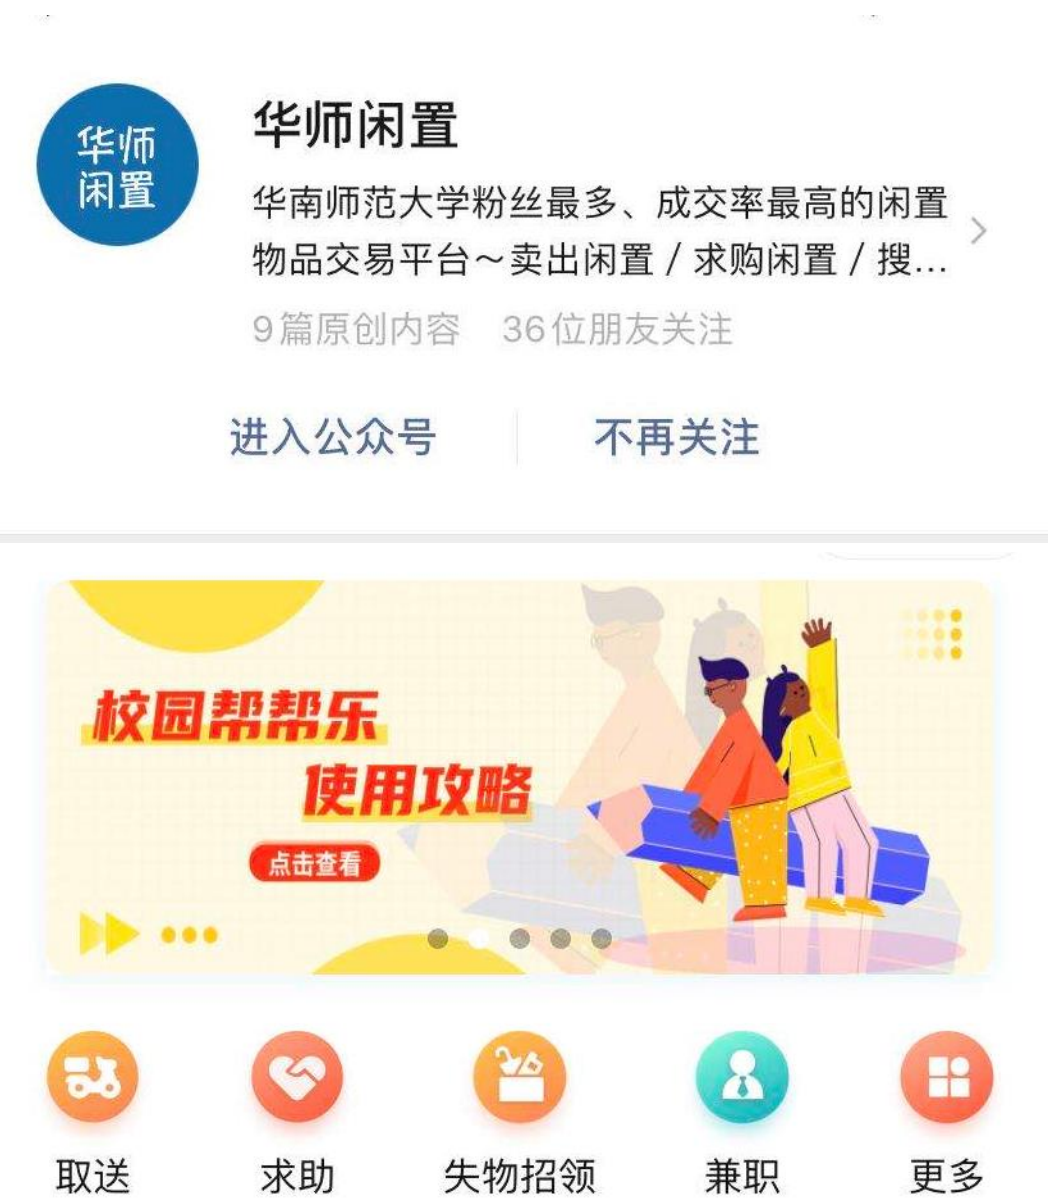 华师
闲置
华师闲置
华南师范大学粉丝最多、成交率最高的闲置
物品交易平台～卖出闲置 / 求购闲置 / 搜...
9篇原创内容 36位朋友关注
进入公众号 不再关注
校园帮帮乐
使用攻略
点击查看
取送 求助 失物招领 兼职 更多